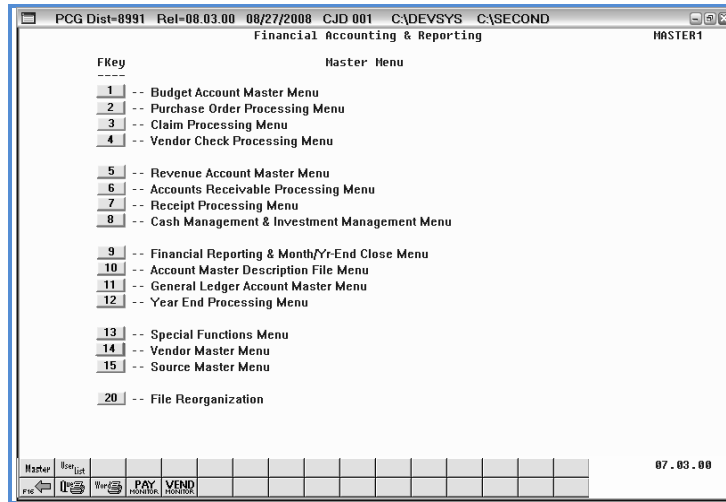 PCG Dist=8991 Rel=08.03.00 08/27/2008 CJD 001 C:\DEVSYS C:\SECOND
Financial Accounting & Reporting MASTER1
FKey Master Menu
----
1 -- Budget Account Master Menu
2 -- Purchase Order Processing Menu
3 -- Claim Processing Menu
4 -- Vendor Check Processing Menu
5 -- Revenue Account Master Menu
6 -- Accounts Receivable Processing Menu
7 -- Receipt Processing Menu
8 -- Cash Management & Investment Management Menu
9 -- Financial Reporting & Month/Yr-End Close Menu
10 -- Account Master Description File Menu
11 -- General Ledger Account Master Menu
12 -- Year End Processing Menu
13 -- Special Functions Menu
14 -- Vendor Master Menu
15 -- Source Master Menu
20 -- File Reorganization
Master User List 07.03.00
F16 Que Word PAY MONITOR VEND MONITOR